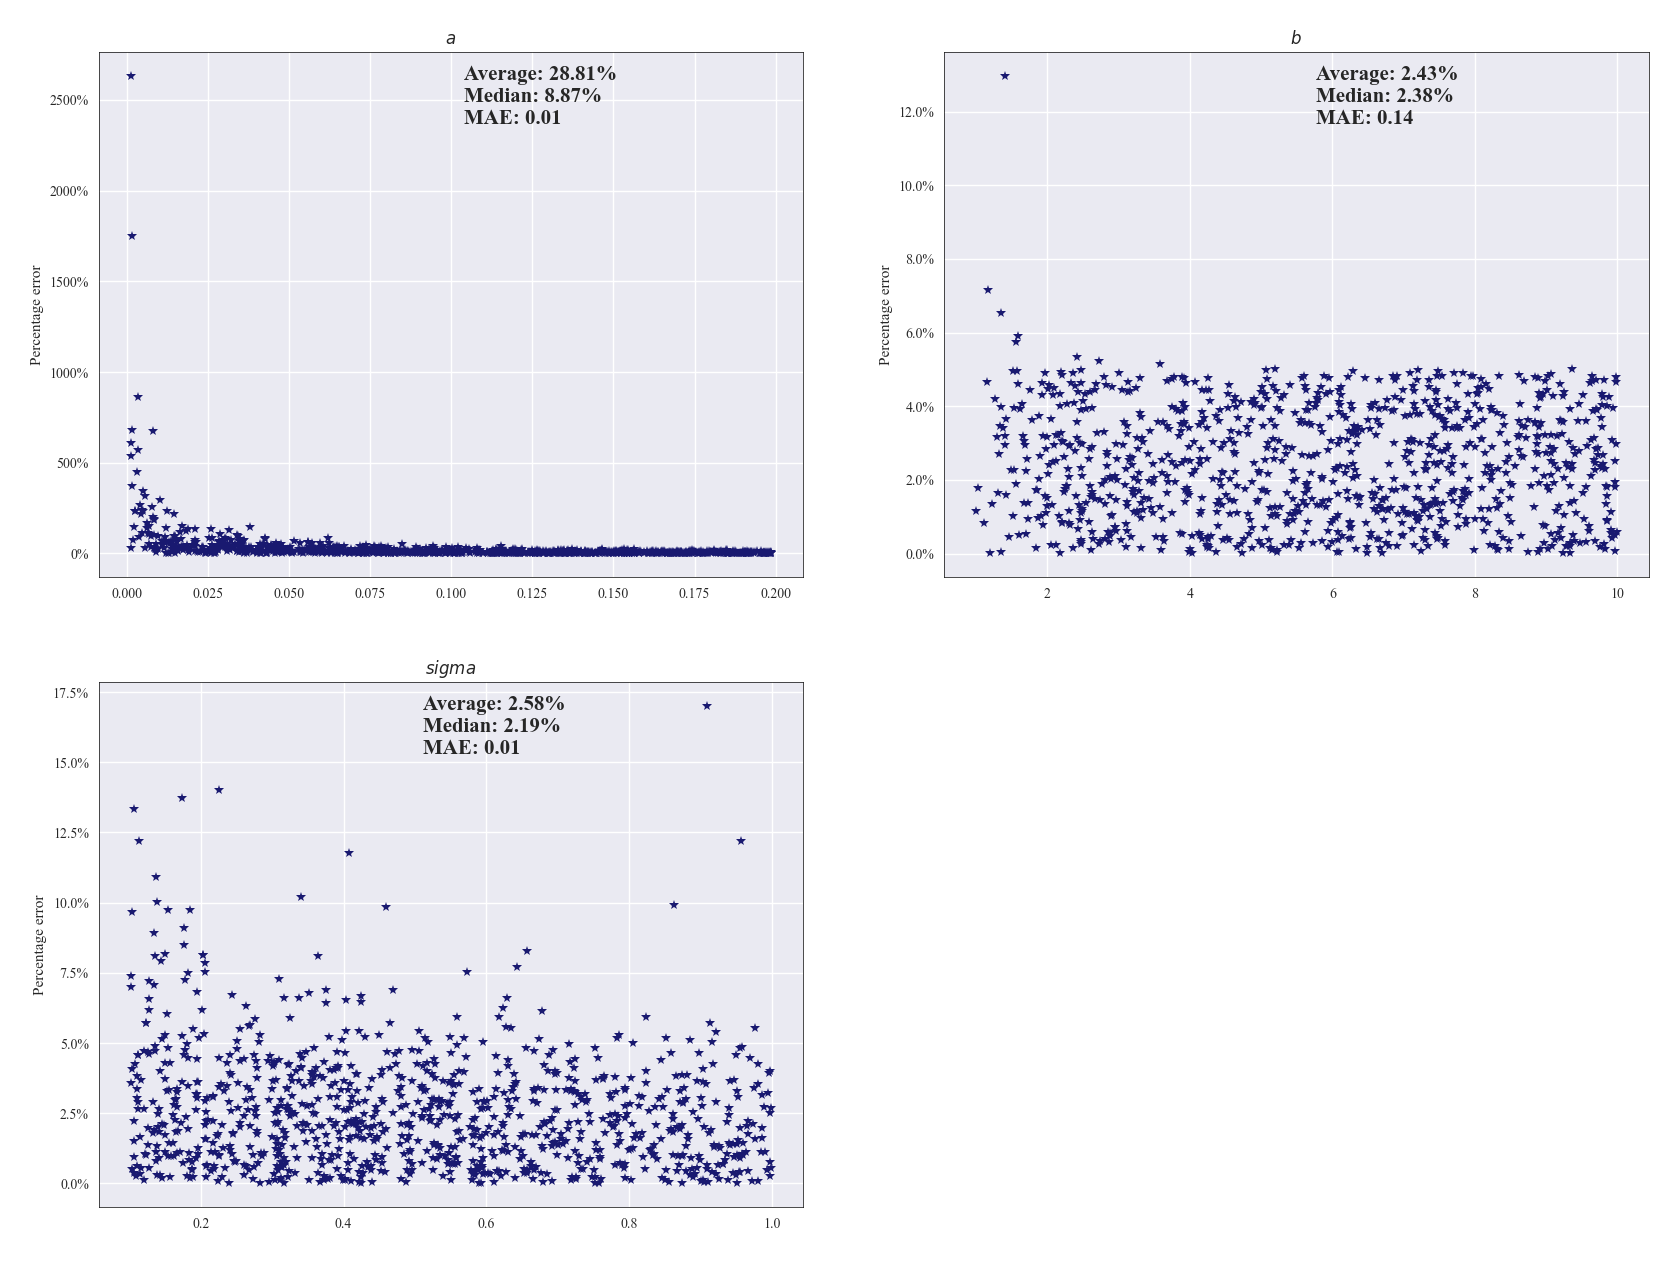 a
Average: 28.81%
Median: 8.87%
MAE: 0.01
2500%
2000%
1500%
1000%
500%
0%
Percentage error
0.000 0.025 0.050 0.075 0.100 0.125 0.150 0.175 0.200
b
Average: 2.43%
Median: 2.38%
MAE: 0.14
12.0%
10.0%
8.0%
6.0%
4.0%
2.0%
0.0%
Percentage error
2 4 6 8 10
sigma
Average: 2.58%
Median: 2.19%
MAE: 0.01
17.5%
15.0%
12.5%
10.0%
7.5%
5.0%
2.5%
0.0%
Percentage error
0.2 0.4 0.6 0.8 1.0